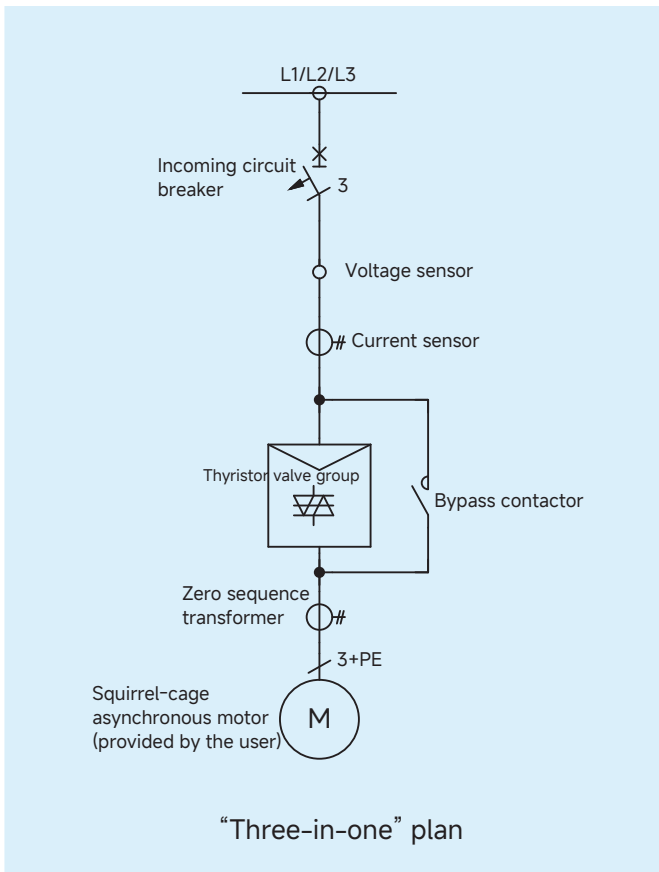 L1/L2/L3
Incoming circuit
breaker
3
Voltage sensor
Current sensor
Thyristor valve group
Bypass contactor
Zero sequence
transformer
3+PE
Squirrel-cage
asynchronous motor
(provided by the user)
M
“Three-in-one” plan